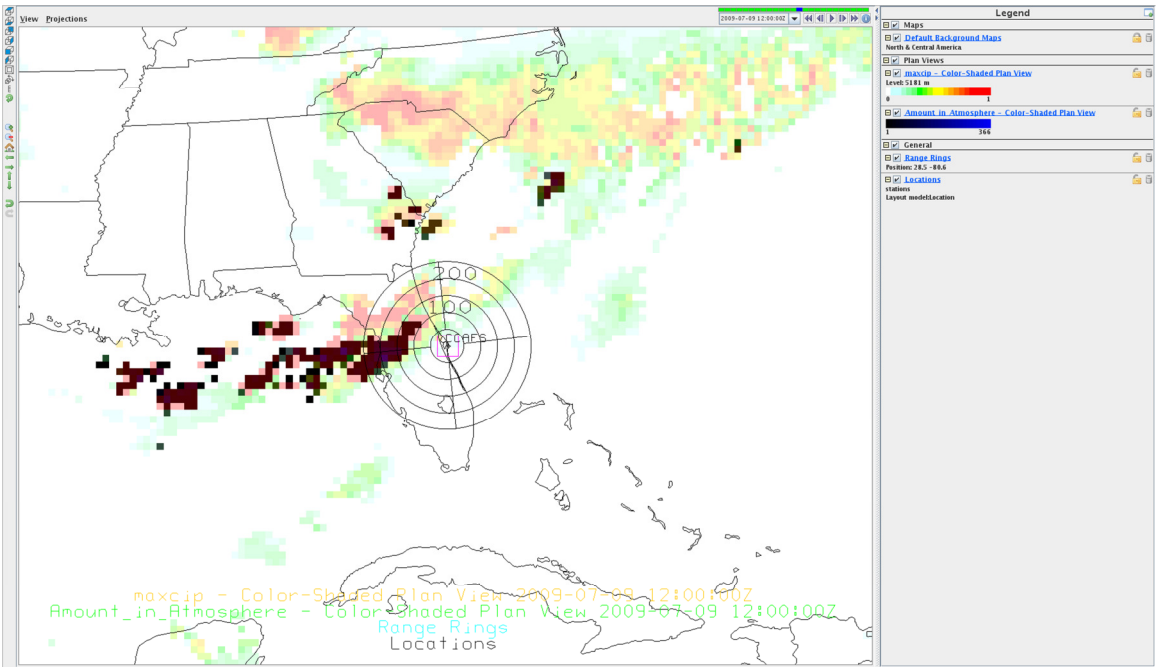 View Projections
2009-07-09 12:00:00Z
200
100
CCAFS
maxcip - Color-Shaded Plan View 2009-07-09 12:00:00Z
Amount_in_Atmosphere - Color-Shaded Plan View 2009-07-09 12:00:00Z
Range Rings
Locations
Legend
Maps
Default Background Maps
North & Central America
Plan Views
maxcip - Color-Shaded Plan View
Level: 5181 m
0 1
Amount_in_Atmosphere - Color-Shaded Plan View
1 366
General
Range Rings
Position: 28.5 -80.6
Locations
stations
Layout model:Location